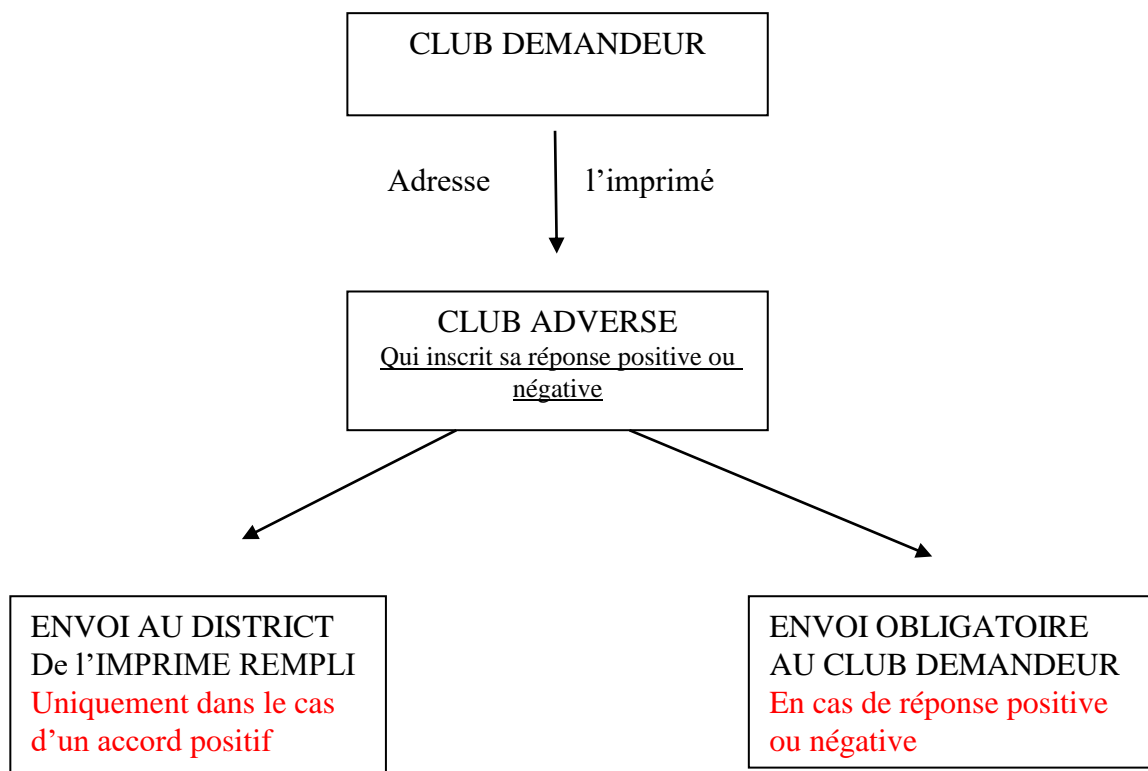 CLUB DEMANDEUR
Adresse l’imprimé
CLUB ADVERSE
Qui inscrit sa réponse positive ou
négative
ENVOI AU DISTRICT
De l’IMPRIME REMPLI
Uniquement dans le cas
d’un accord positif
ENVOI OBLIGATOIRE
AU CLUB DEMANDEUR
En cas de réponse positive
ou négative